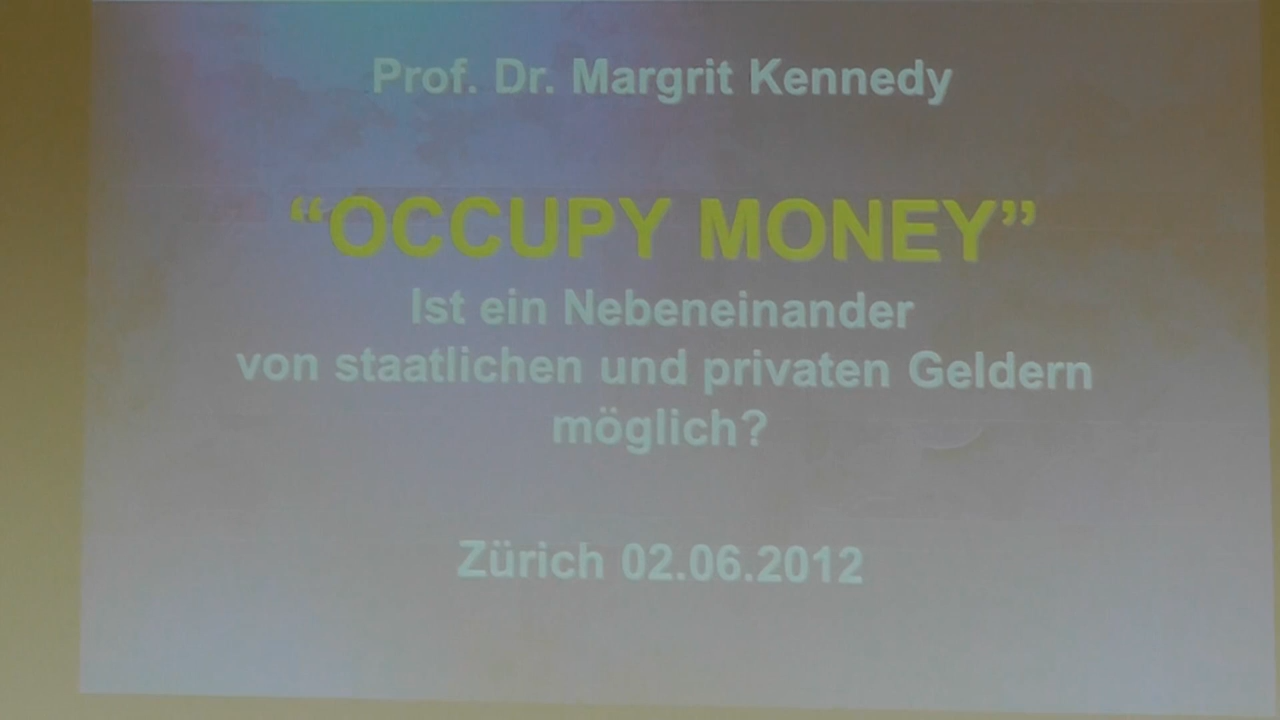 Prof. Dr. Margrit Kennedy
“OCCUPY MONEY”
Ist ein Nebeneinander
von staatlichen und privaten Geldern
möglich?
Zürich 02.06.2012